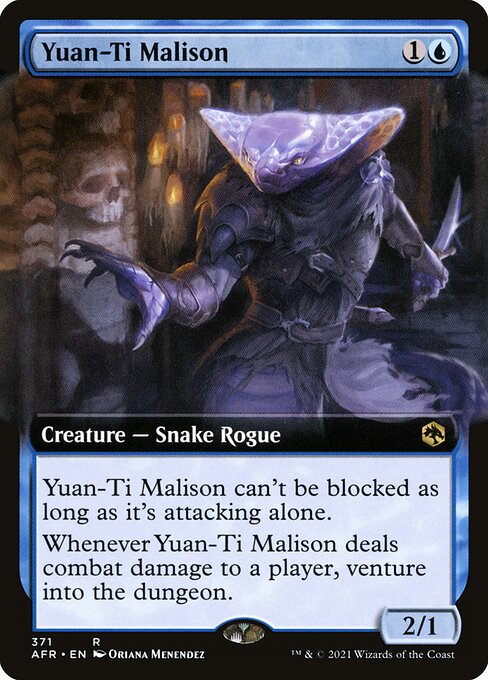 Yuan-Ti Malison 1
Creature — Snake Rogue
Yuan-Ti Malison can't be blocked as
long as it's attacking alone.
Whenever Yuan-Ti Malison deals
combat damage to a player, venture
into the dungeon.
2/1
371 R
AFR • EN Oriana Menendez ™ & © 2021 Wizards of the Coast